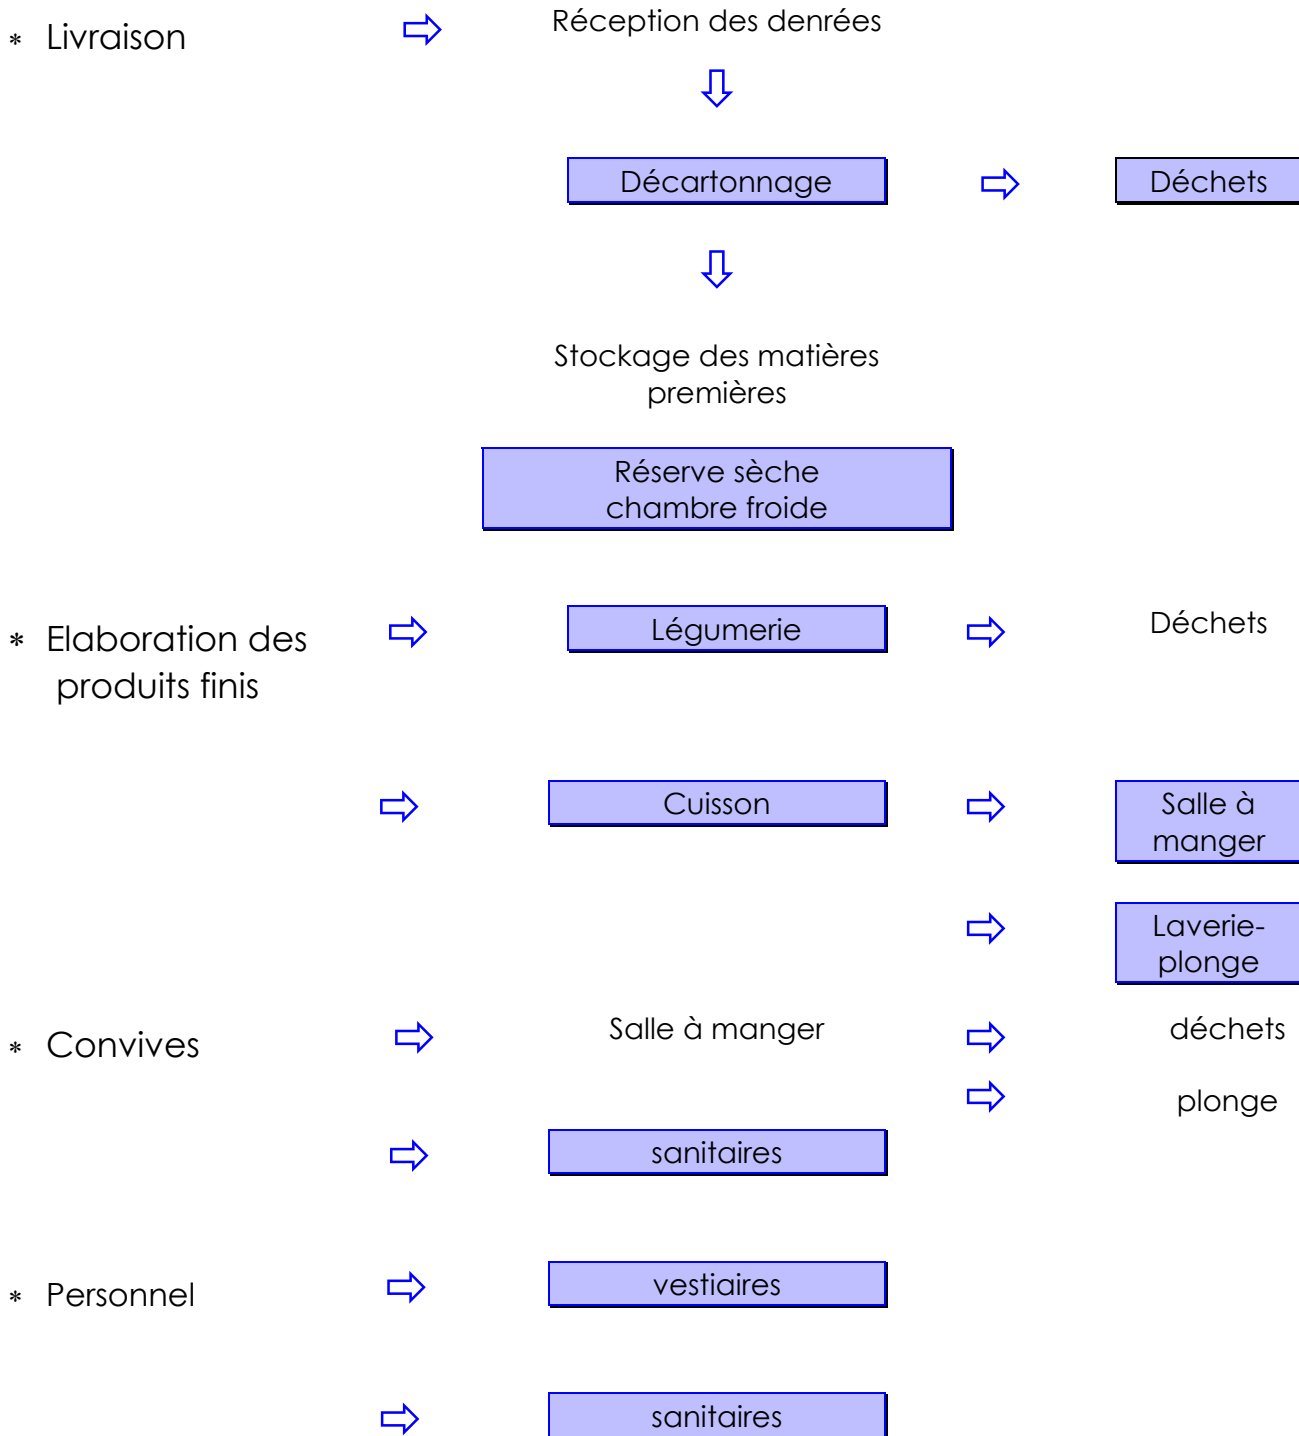 * Livraison
Réception des denrées
Décartonnage
Déchets
Stockage des matières
premières
Réserve sèche
chambre froide
* Elaboration des
produits finis
Légumerie
Déchets
Cuisson
Salle à
manger
Laverie-
plonge
* Convives
Salle à manger
déchets
plonge
sanitaires
* Personnel
vestiaires
sanitaires